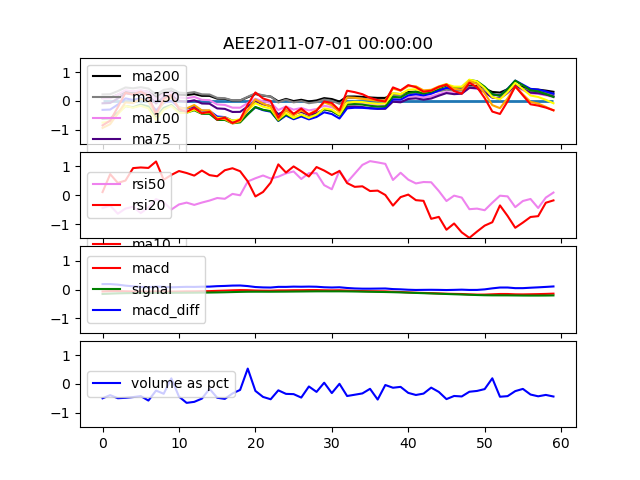 AEE2011-07-01 00:00:00
1
0
−1
ma200
ma150
ma100
ma75
1
0
−1
rsi50
rsi20
ma10
1
0
−1
macd
signal
macd_diff
1
0
−1
volume as pct
0 10 20 30 40 50 60